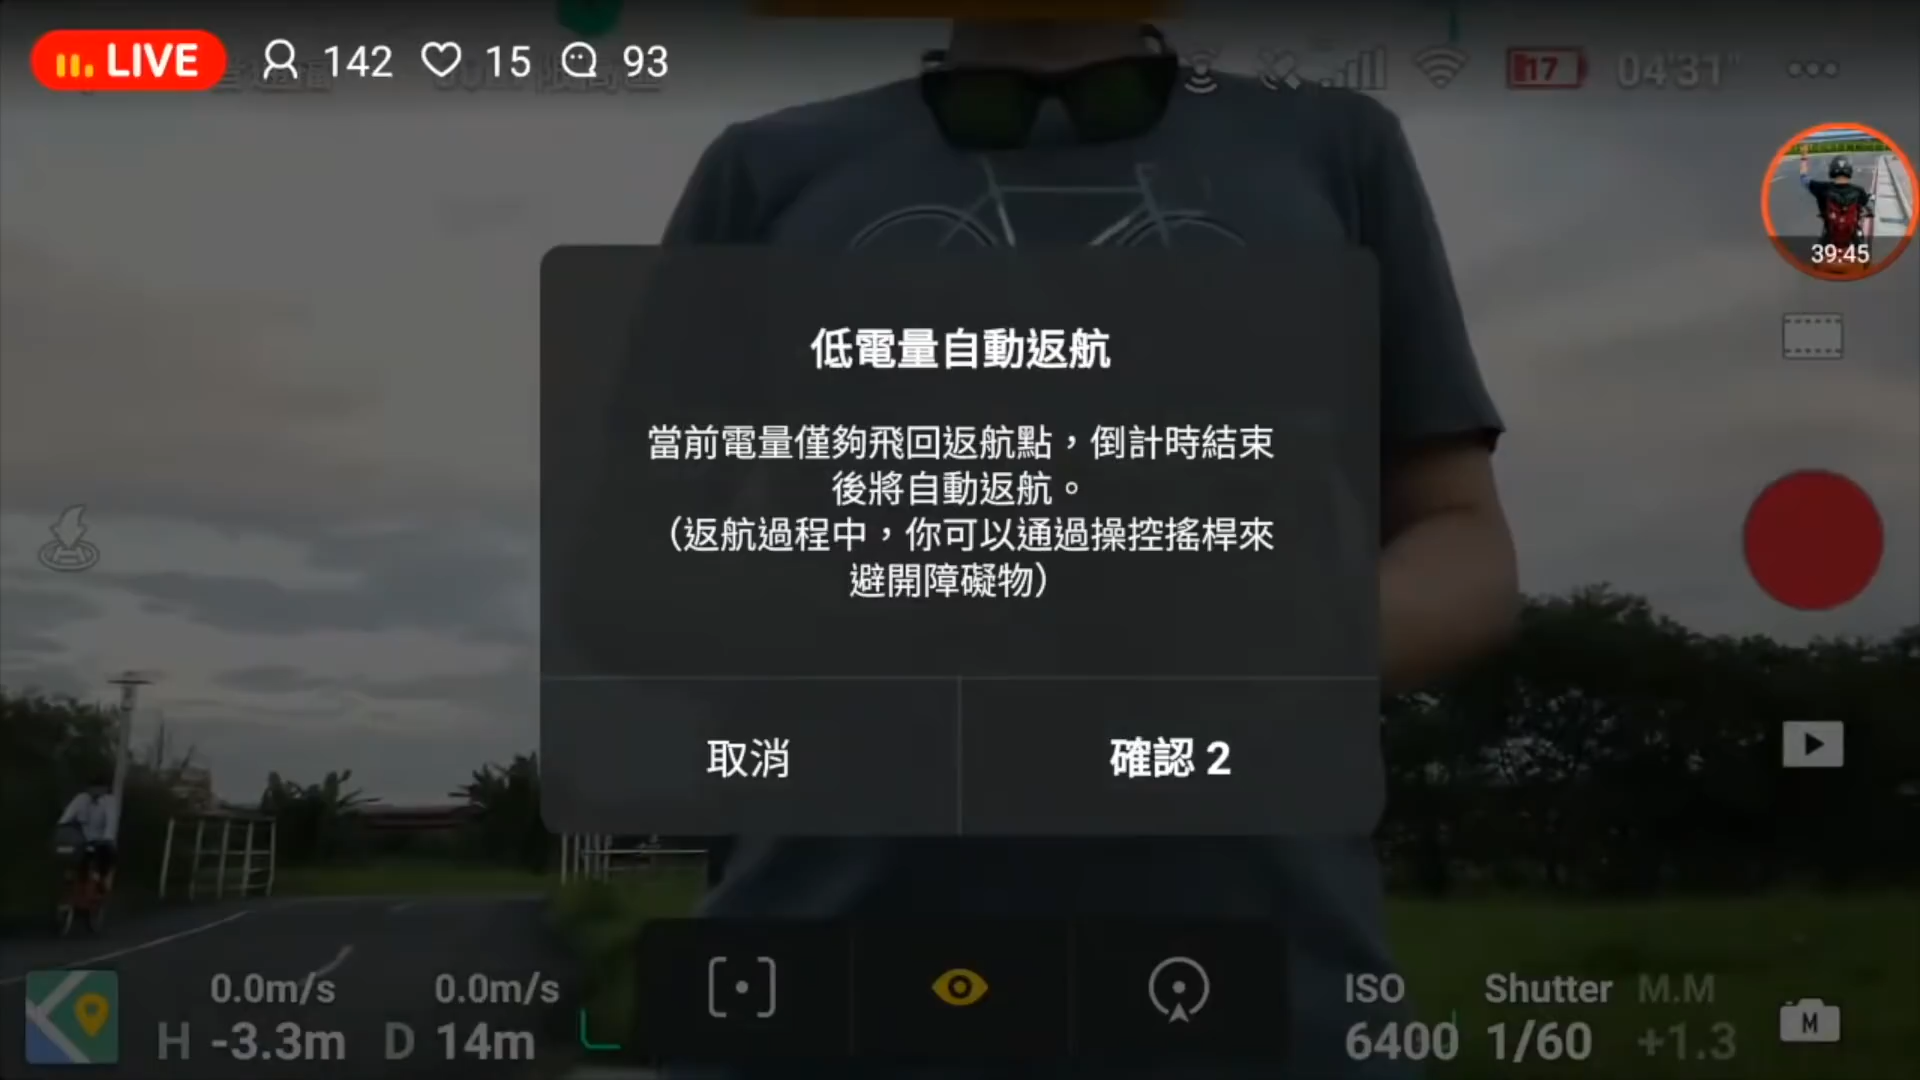 LIVE 142 15 93
17 04'31"
39:45
低電量自動返航
當前電量僅夠飛回返航點，倒計時結束
後將自動返航。
（返航過程中，你可以通過操控搖桿來
避開障礙物）
取消 確認 2
0.0m/s 0.0m/s
H -3.3m D 14m
ISO Shutter M.M
6400 1/60 +1.3
M